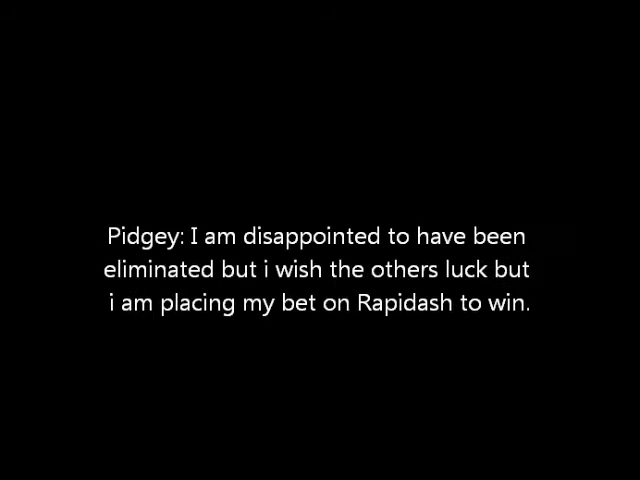 Pidgey: I am disappointed to have been
eliminated but i wish the others luck but
i am placing my bet on Rapidash to win.